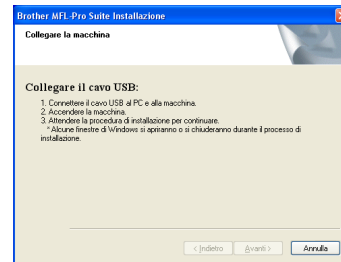 Brother MFL-Pro Suite Installazione
Collegare la macchina
Collegare il cavo USB:
1. Connettere il cavo USB al PC e alla macchina.
2. Accendere la macchina.
3. Attendere la procedura di installazione per continuare.
* Alcune finestre di Windows si apriranno o si chiuderanno durante il processo di
installazione.
< Indietro Avanti > Annulla